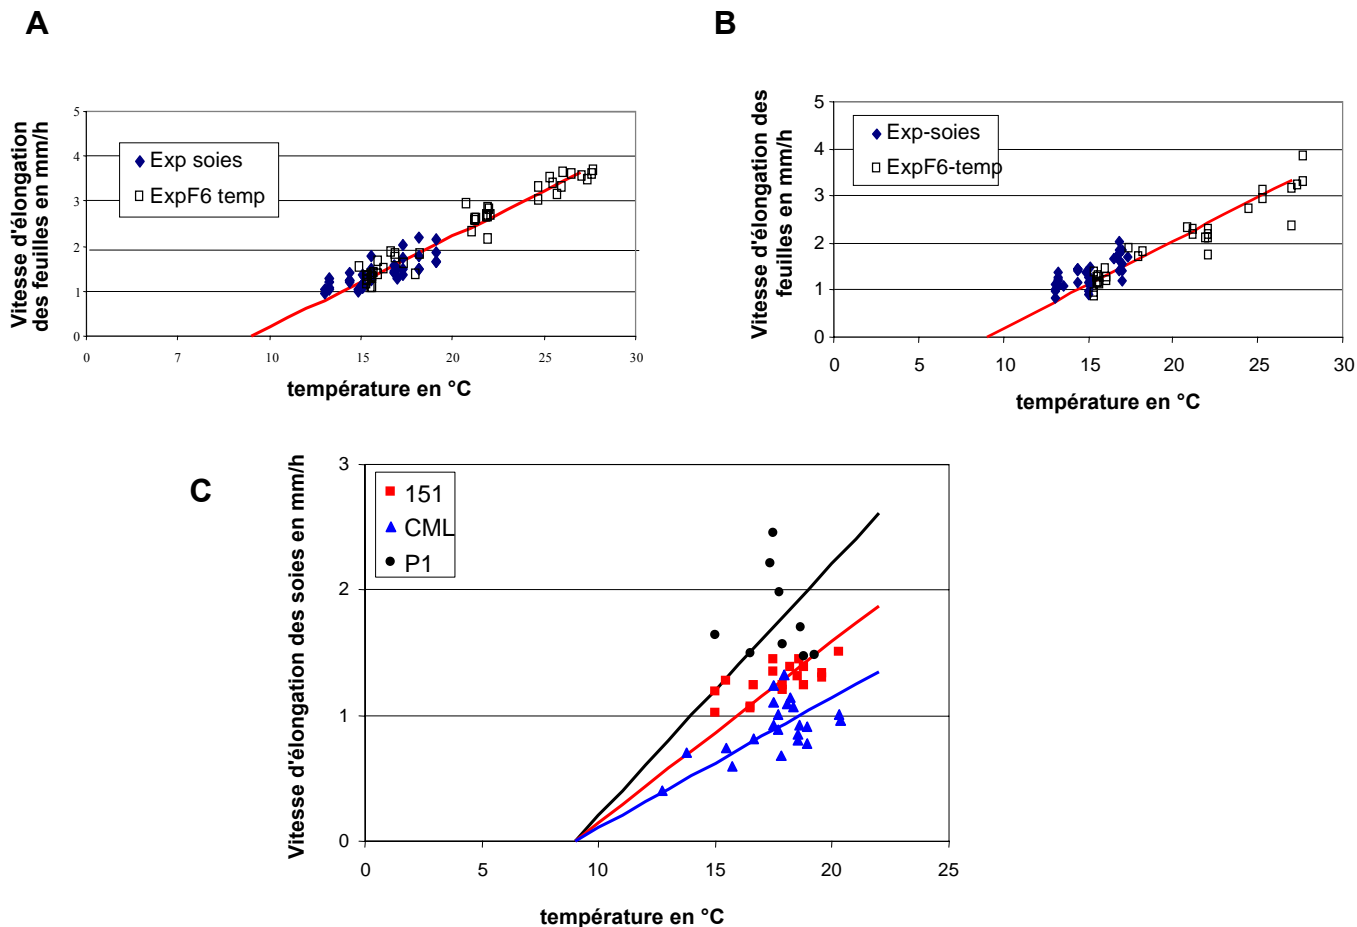 A
Vitesse d'élongation
des feuilles en mm/h
5
4
3
2
1
0
Exp soies
ExpF6 temp
0 7 10 15 20 25 30
température en °C
B
Vitesse d'élongation des
feuilles en mm/h
5
4
3
2
1
0
Exp-soies
ExpF6-temp
0 5 10 15 20 25 30
température en °C
C
Vitesse d'élongation des soies en mm/h
3
2
1
0
151
CML
P1
0 5 10 15 20 25
température en °C